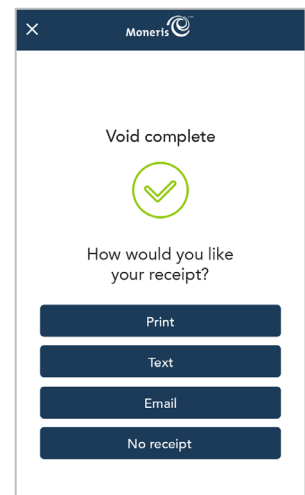 Moneris
Void complete
How would you like
your receipt?
Print
Text
Email
No receipt